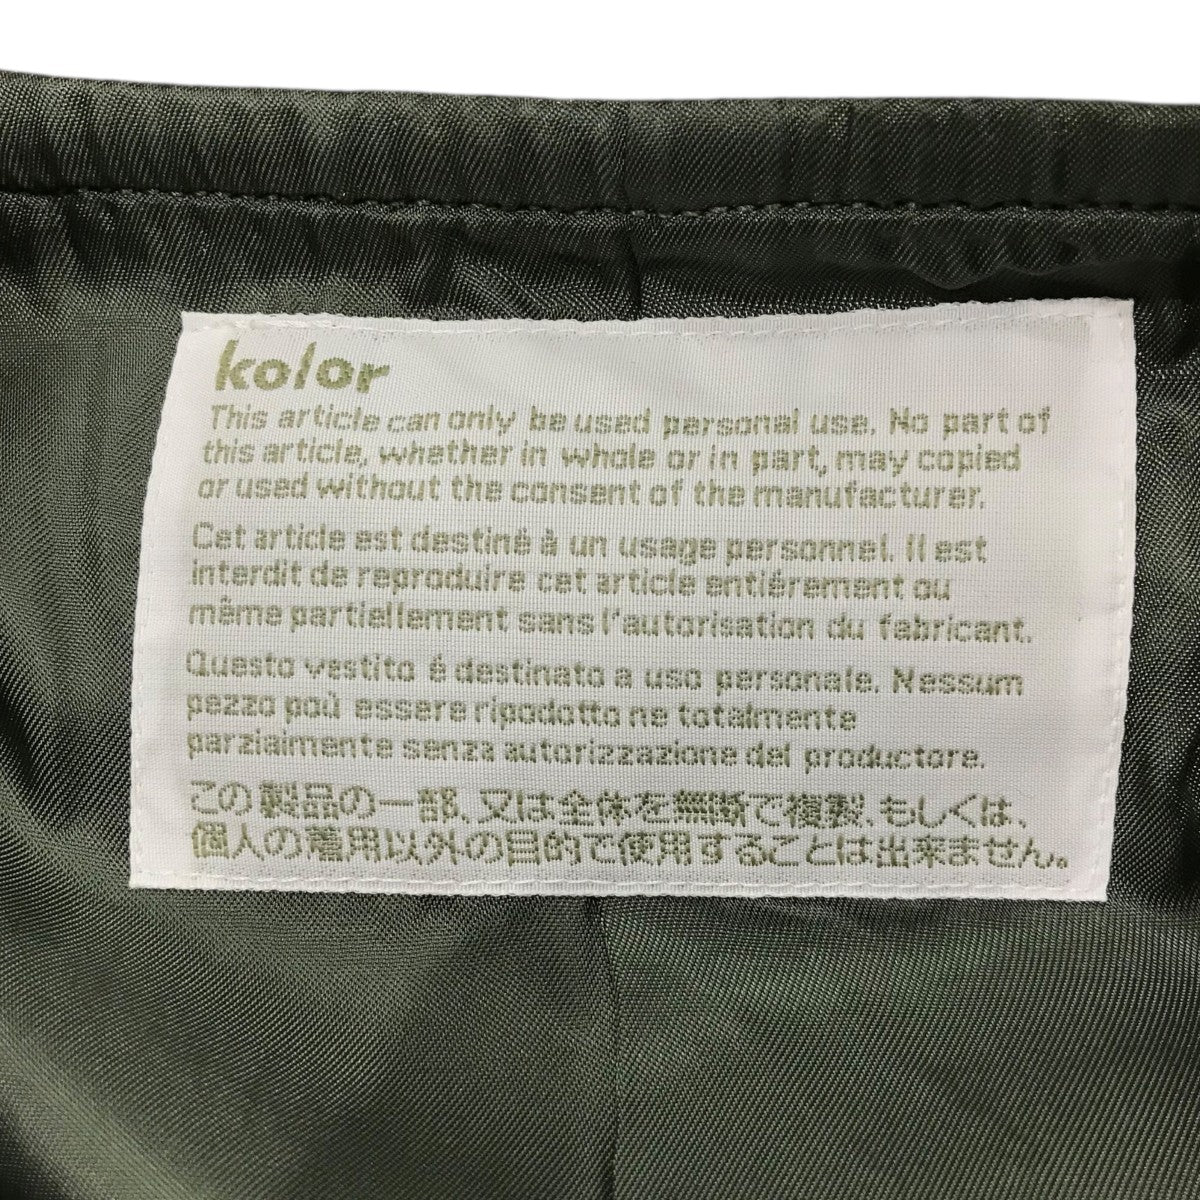 kolor
This article can only be used personal use. No part of
this article, whether in whole or in part, may copied
or used without the consent of the manufacturer.
Cet article est destiné à un usage personnel. Il est
interdit de reproduire cet article entiérement ou
même partiellement sans l'autorisation du fabricant.
Questo vestito é destinato a uso personale. Nessum
pezzo poù essere ripodotto ne totalmente
parzialmente senza autorizzazione del productore.
この製品の一部、又は全体を無断で複製、もしくは、
個人の着用以外の目的で使用することは出来ません。